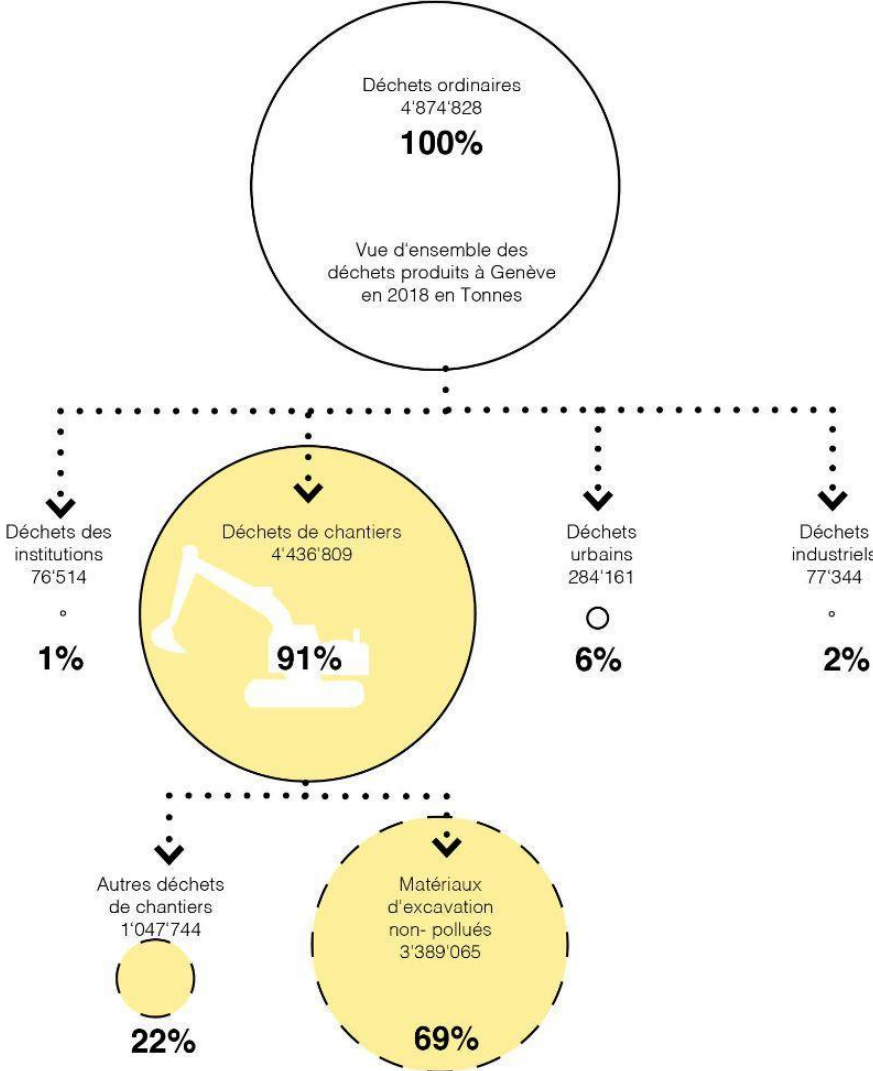 Déchets ordinaires
4'874'828
100%
Vue d'ensemble des
déchets produits à Genève
en 2018 en Tonnes
Déchets des
institutions
76'514
1%
Déchets de chantiers
4'436'809
91%
Déchets
urbains
284'161
6%
Déchets
industriels
77'344
2%
Autres déchets
de chantiers
1'047'744
22%
Matériaux
d'excavation
non- pollués
3'389'065
69%